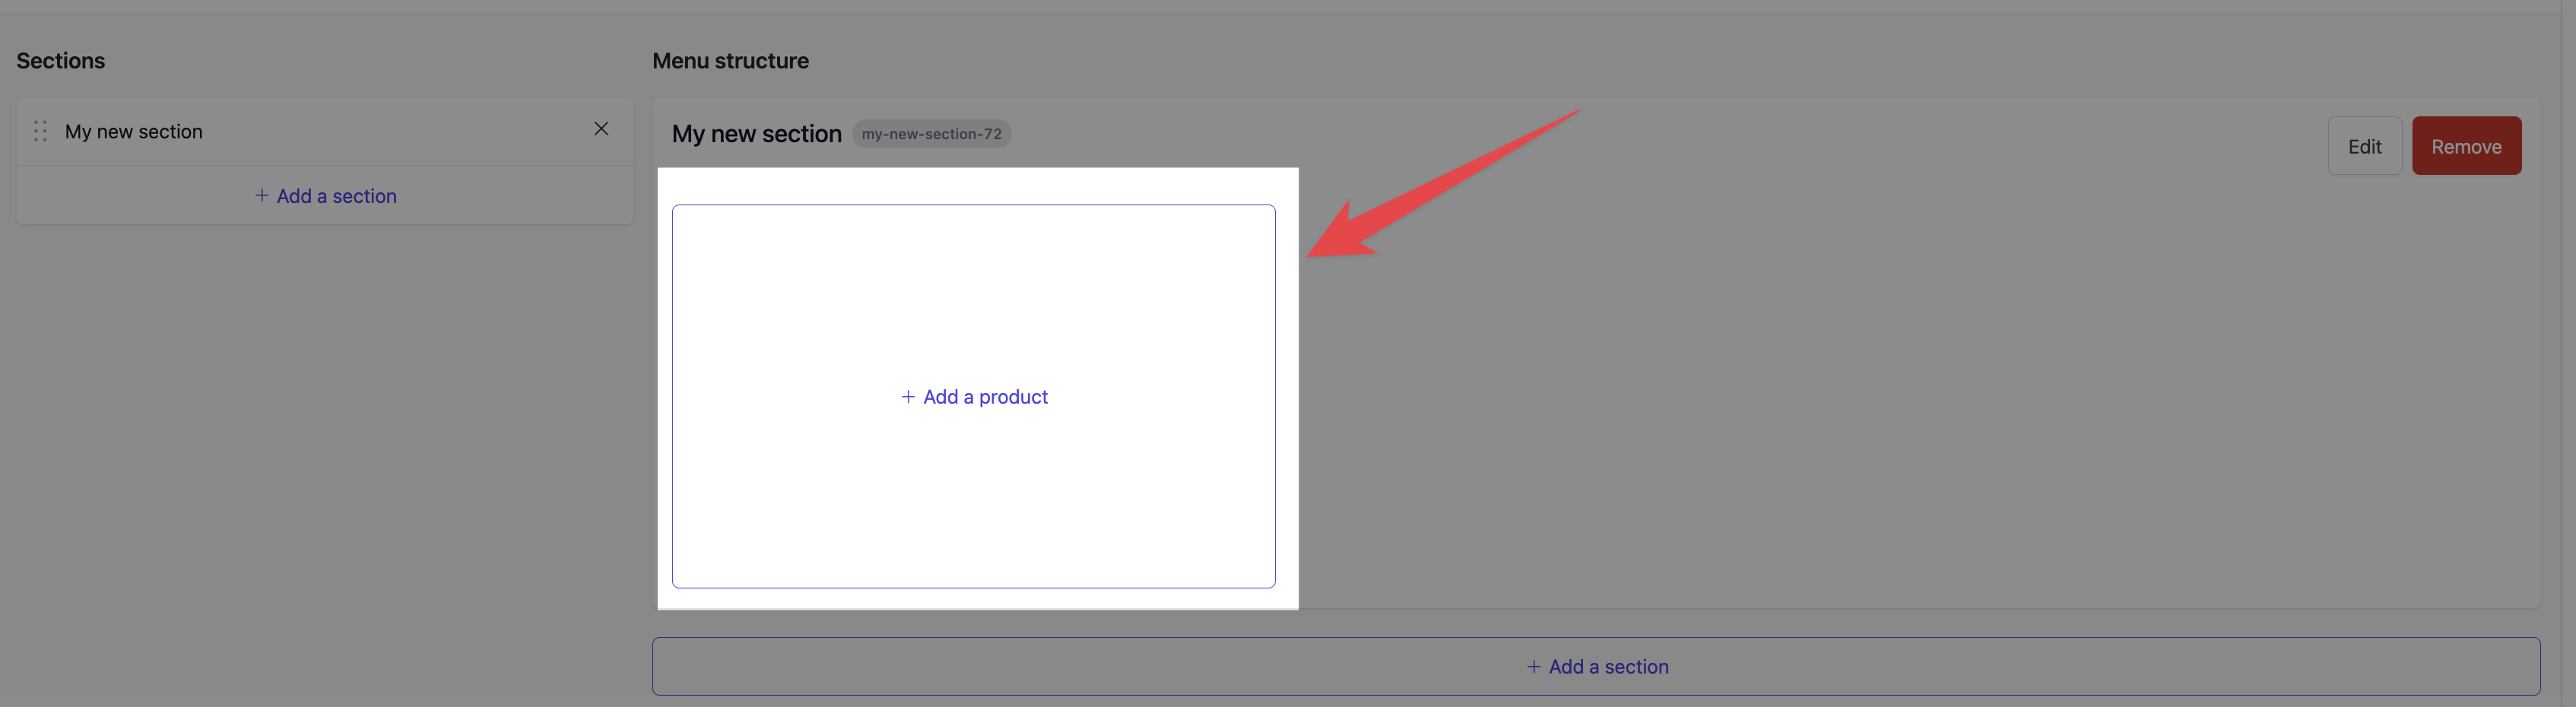 Sections
Menu structure
My new section
My new section
my-new-section-72
Edit
Remove
+ Add a section
+ Add a product
+ Add a section